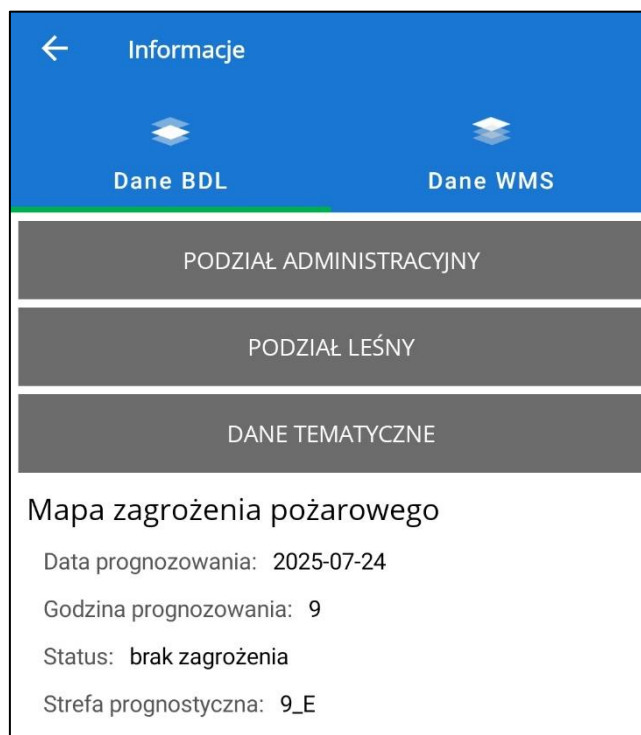 Informacje
Dane BDL
Dane WMS
PODZIAŁ ADMINISTRACYJNY
PODZIAŁ LEŚNY
DANE TEMATYCZNE
Mapa zagrożenia pożarowego
Data prognozowania: 2025-07-24
Godzina prognozowania: 9
Status: brak zagrożenia
Strefa prognostyczna: 9_E